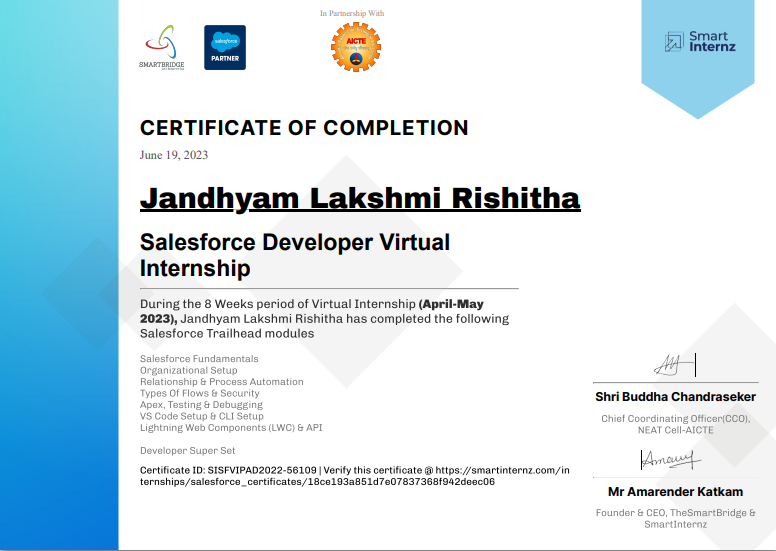 In Partnership With
SMARTBRIDGE
salesforce
PARTNER
AICTE
Smart
Internz
CERTIFICATE OF COMPLETION
June 19, 2023
Jandhyam Lakshmi Rishitha
Salesforce Developer Virtual
Internship
During the 8 Weeks period of Virtual Internship (April-May
2023), Jandhyam Lakshmi Rishitha has completed the following
Salesforce Trailhead modules
Salesforce Fundamentals
Organizational Setup
Relationship & Process Automation
Types Of Flows & Security
Apex, Testing & Debugging
VS Code Setup & CLI Setup
Lightning Web Components (LWC) & API
Developer Super Set
Certificate ID: SISFVIPAD2022-56109 | Verify this certificate @ https://smartinternz.com/in
ternships/salesforce_certificates/18ce193a851d7e07837368f942deec06
Shri Buddha Chandraseker
Chief Coordinating Officer(CCO),
NEAT Cell-AICTE
Mr Amarender Katkam
Founder & CEO, TheSmartBridge &
SmartInternz